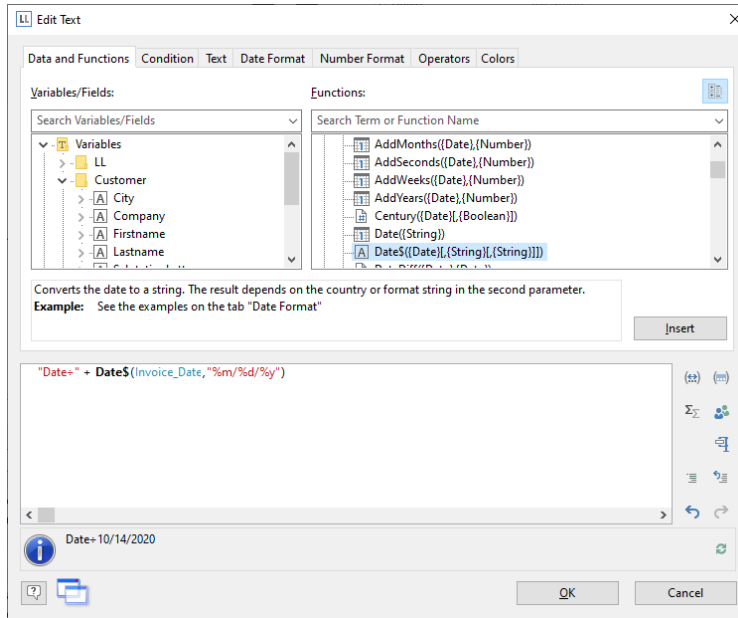 LL Edit Text
Data and Functions Condition Text Date Format Number Format Operators Colors
Variables/Fields: Functions:
Search Variables/Fields Search Term or Function Name
T Variables
LL
Customer
A City
A Company
A Firstname
A Lastname
AddMonths({Date},{Number})
AddSeconds({Date},{Number})
AddWeeks({Date},{Number})
AddYears({Date},{Number})
Century({Date}[,{Boolean}])
Date({String})
A Date$({Date}[,{String}[,{String}]])
Converts the date to a string. The result depends on the country or format string in the second parameter.
Example: See the examples on the tab "Date Format"
Insert
"Date÷" + Date$(Invoice_Date,"%m/%d/%y")
Date÷10/14/2020
OK Cancel